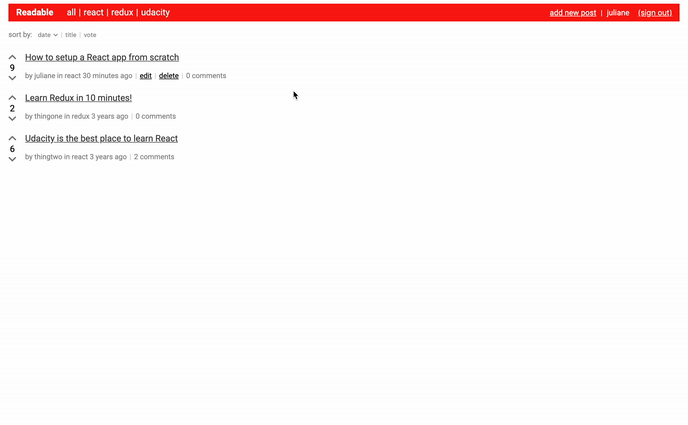 Readable all | react | redux | udacity add new post | juliane (sign out)
sort by: date | title | vote
How to setup a React app from scratch
9
by juliane in react 30 minutes ago | edit | delete | 0 comments
Learn Redux in 10 minutes!
2
by thingone in redux 3 years ago | 0 comments
Udacity is the best place to learn React
6
by thingtwo in react 3 years ago | 2 comments